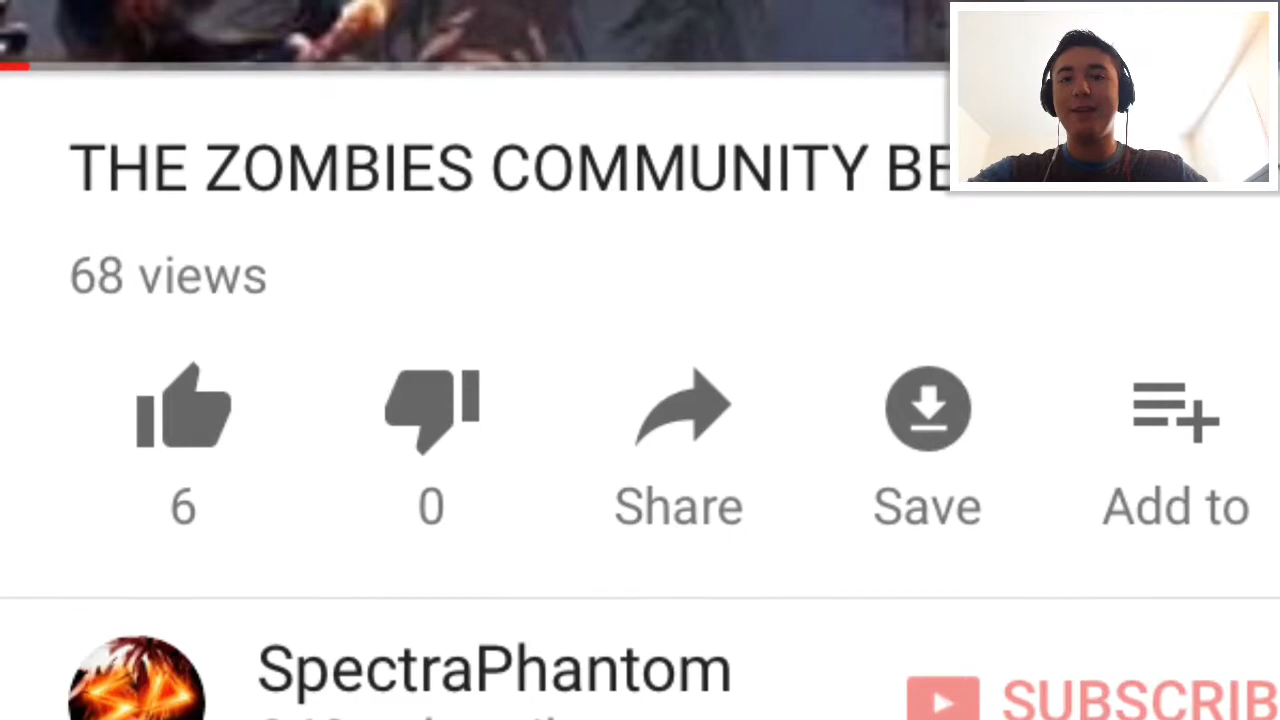 THE ZOMBIES COMMUNITY BE
68 views
6
0
Share
Save
Add to
SpectraPhantom
SUBSCRIB